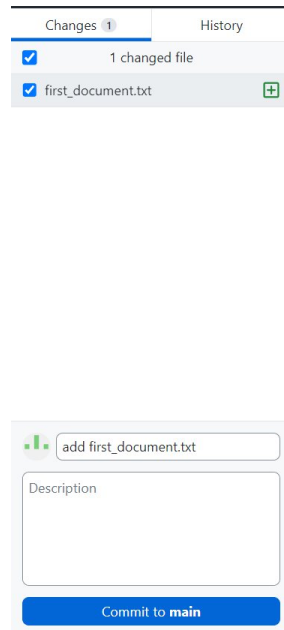 Changes 1 History
1 changed file
first_document.txt
add first_document.txt
Description
Commit to main